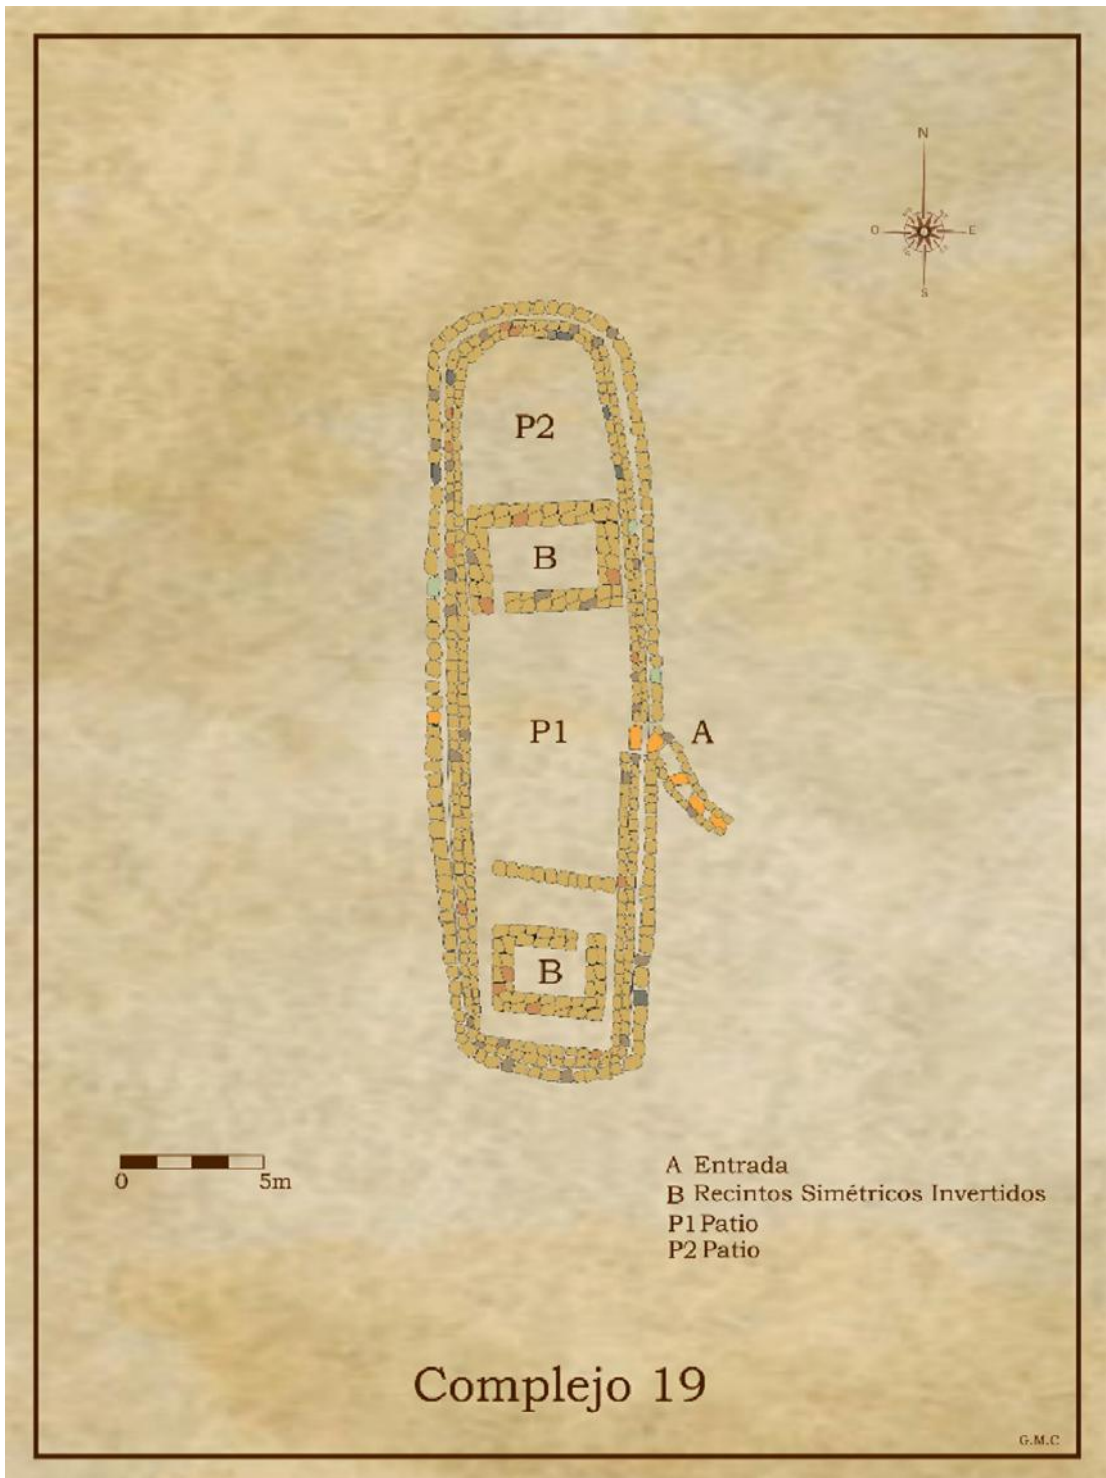 N
O E
S
P2
B
P1
A
B
0 5m
A Entrada
B Recintos Simétricos Invertidos
P1 Patio
P2 Patio
Complejo 19
G.M.C